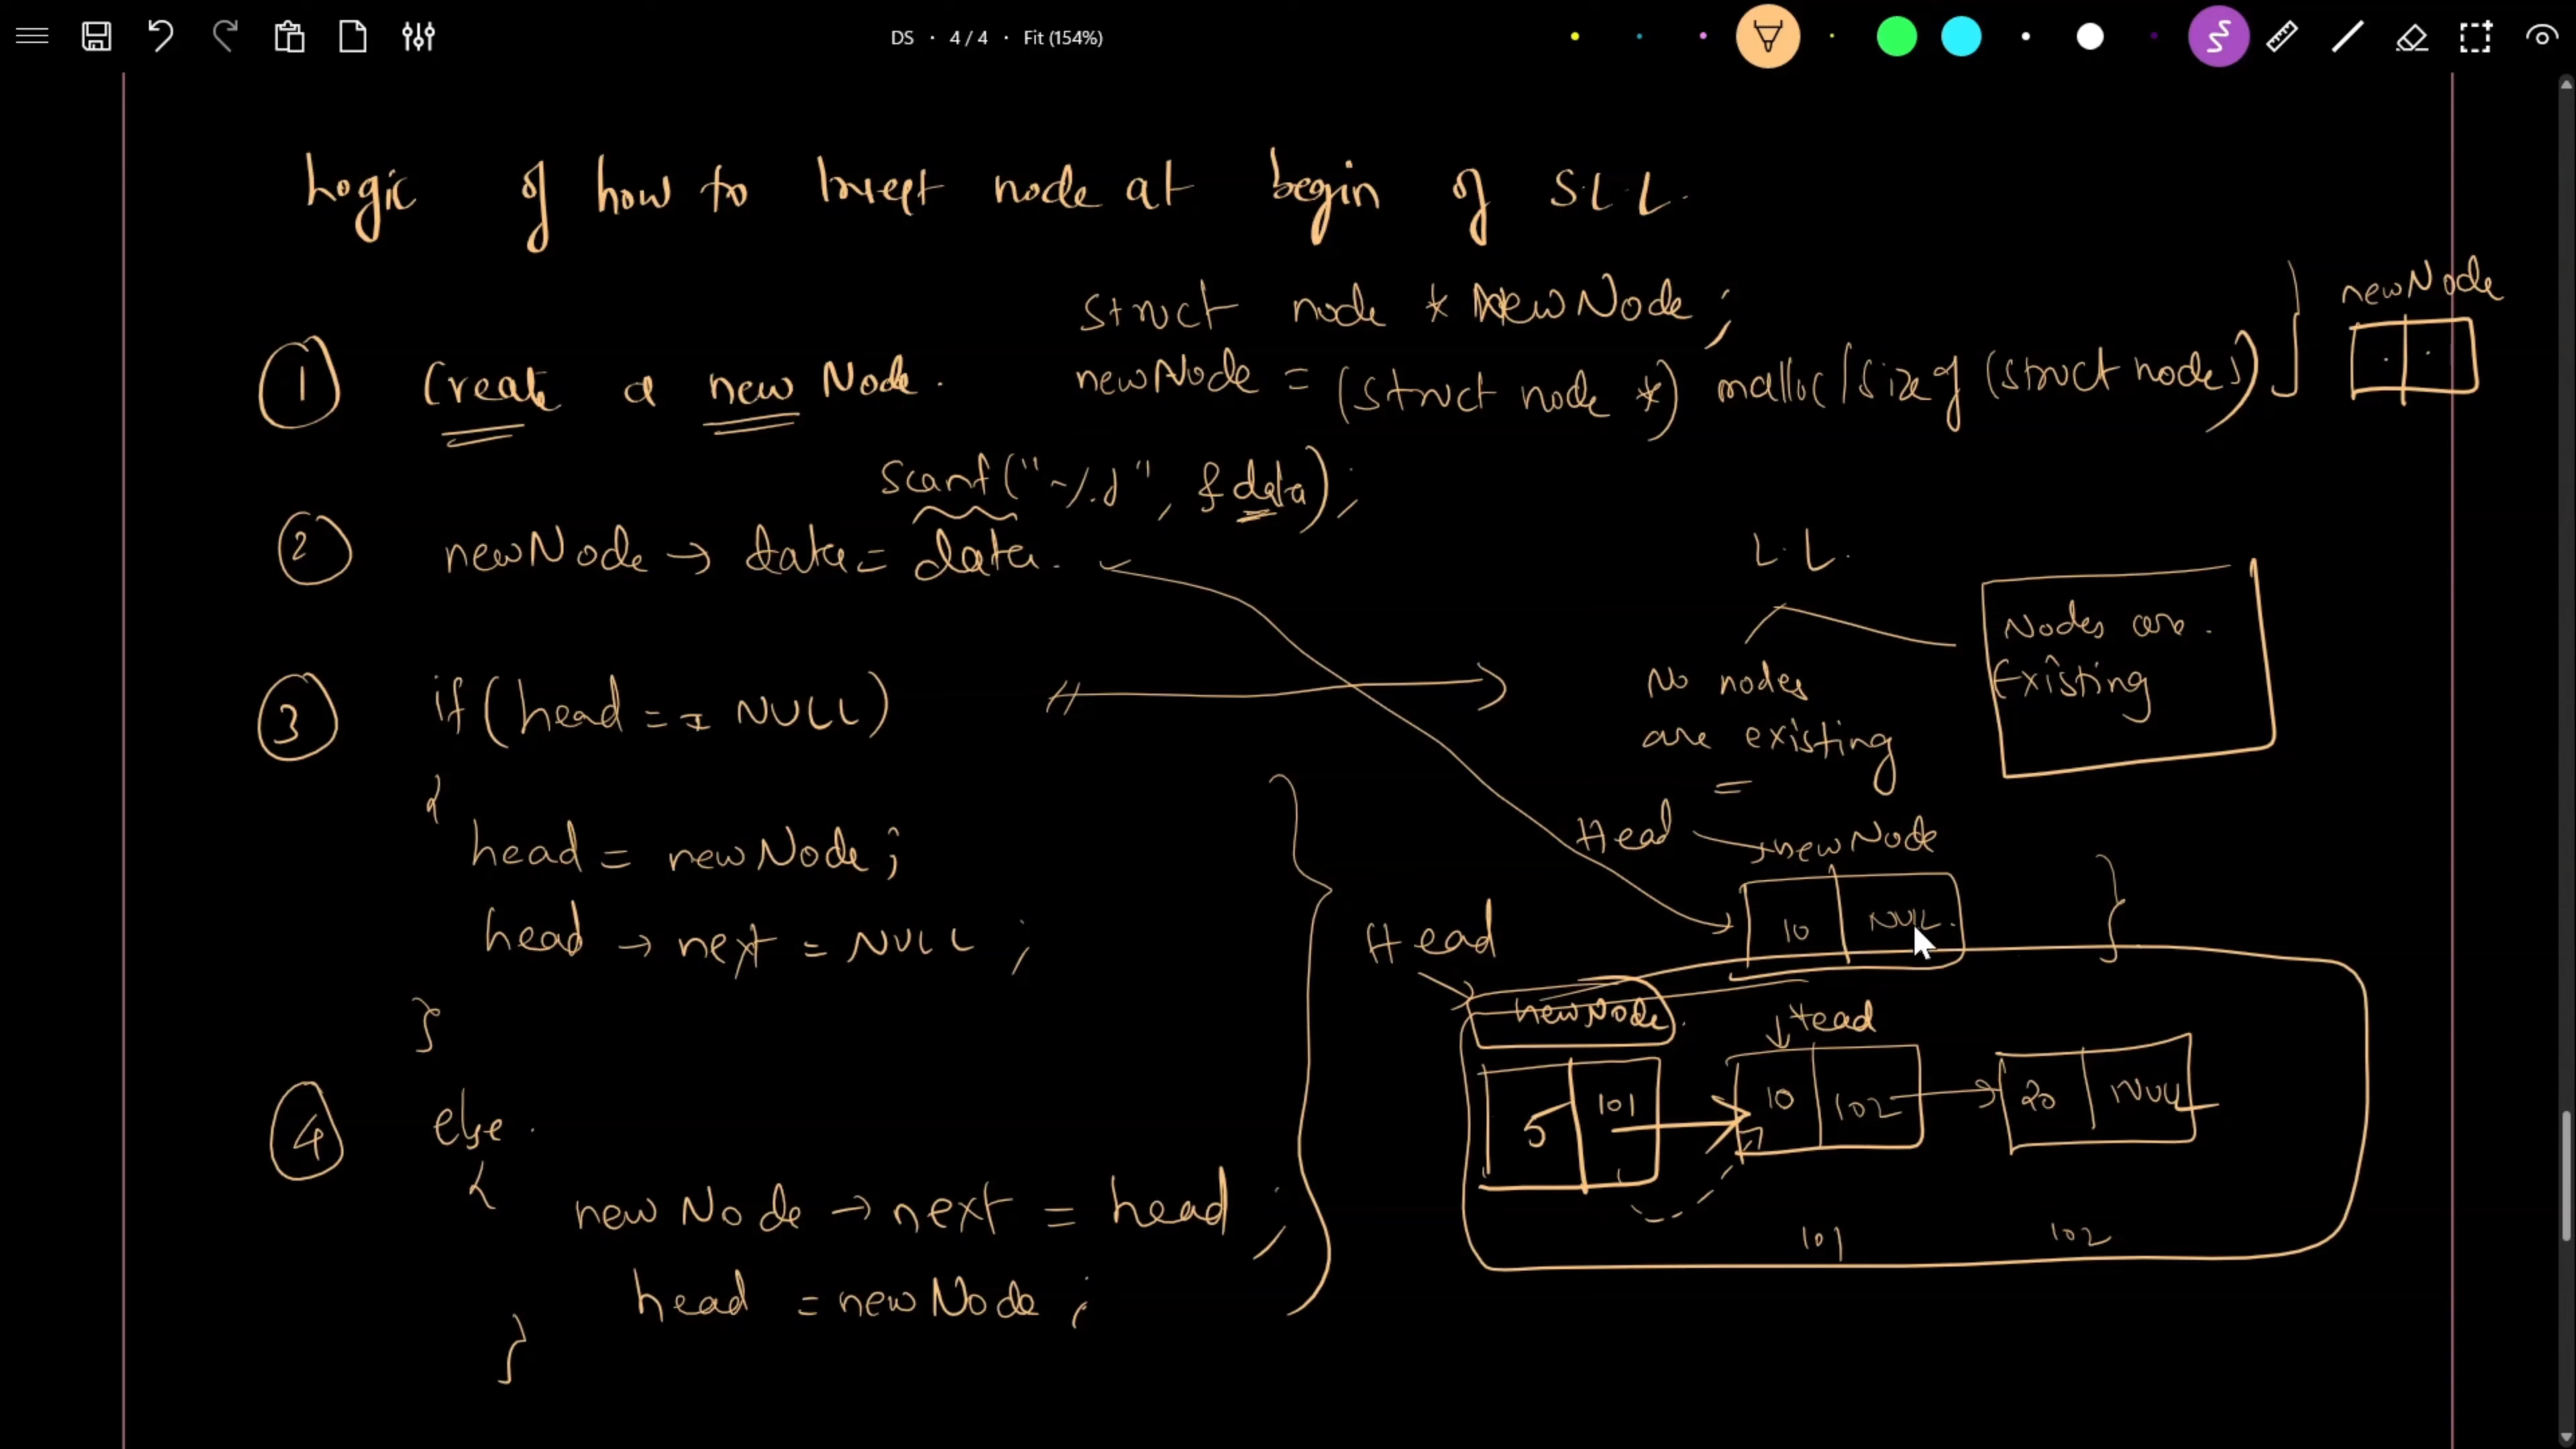 DS · 4 / 4 · Fit (154%)
Logic of how to Insert node at begin of S.L.L.
struct node * NewNode ;
newNode
① Create a new Node.
newNode = (struct node *) malloc(sizeof (struct node))
scanf("%d", &data);
② newNode → data = data.
L.L.
Nodes are.
Existing
③ if (head == NULL)
No nodes
are existing
{
Head → newNode
head = newNode;
10 NULL.
head → next = NULL ;
Head
}
newNode.
Head
5 101
10 102
20 NULL
④ else.
{
newNode → next = head ;
101 102
head = newNode ;
}